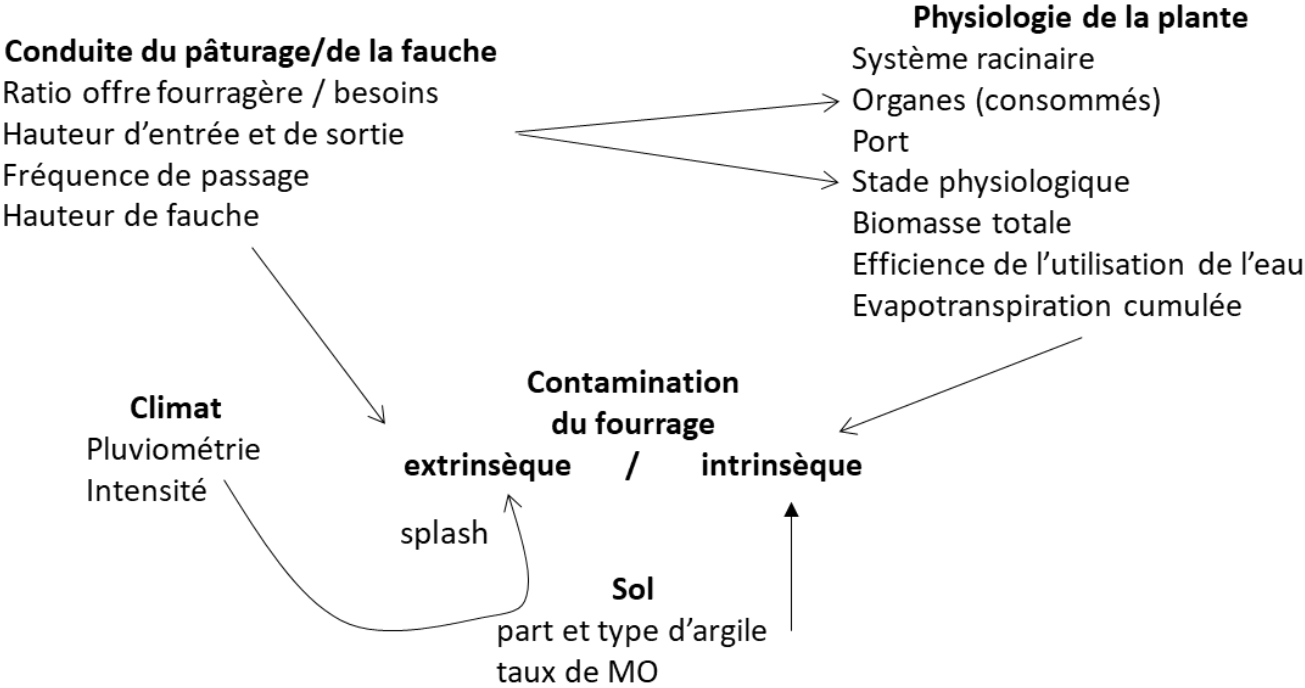 Conduite du pâturage/de la fauche
Ratio offre fourragère / besoins
Hauteur d'entrée et de sortie
Fréquence de passage
Hauteur de fauche
Physiologie de la plante
Système racinaire
Organes (consommés)
Port
Stade physiologique
Biomasse totale
Efficience de l'utilisation de l'eau
Evapotranspiration cumulée
Climat
Pluviométrie
Intensité
Contamination
du fourrage
extrinsèque / intrinsèque
splash
Sol
part et type d'argile
taux de MO